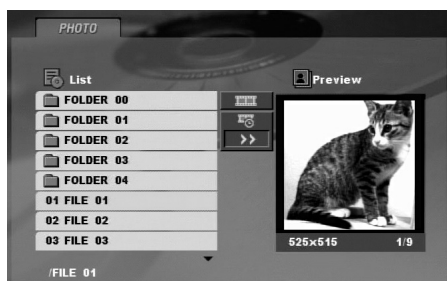 PHOTO
List
FOLDER 00
FOLDER 01
FOLDER 02
FOLDER 03
FOLDER 04
01 FILE 01
02 FILE 02
03 FILE 03
/FILE 01
>>
Preview
525x515 1/9